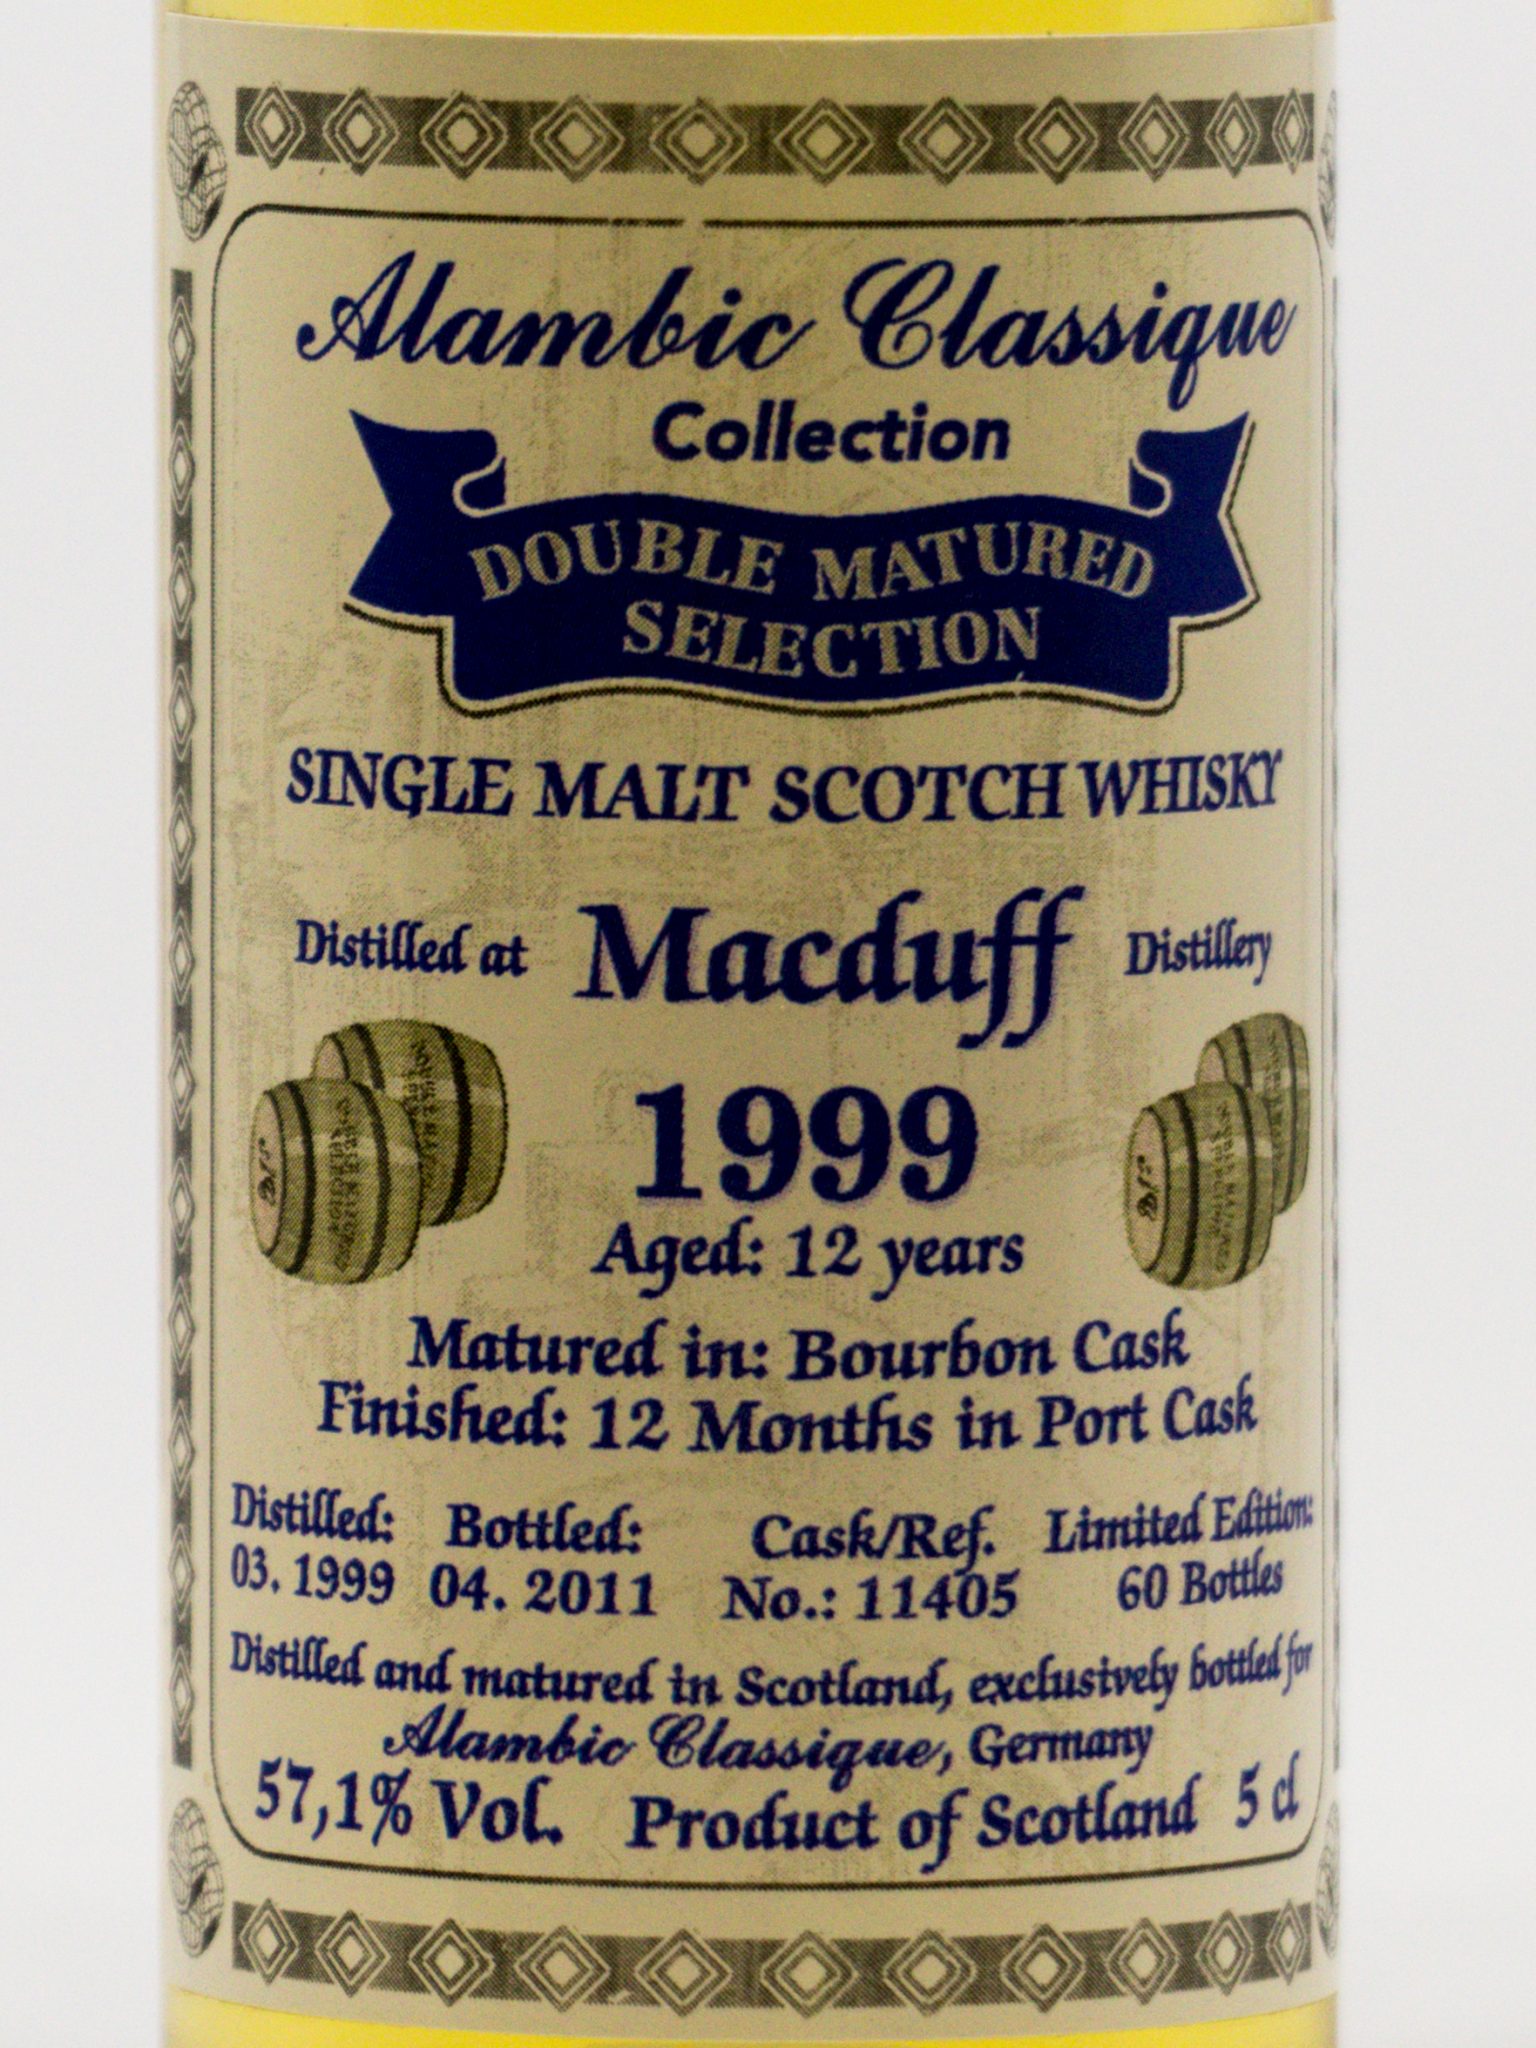 Alambic Classique
Collection
DOUBLE MATURED
SELECTION
SINGLE MALT SCOTCH WHISKY
Distilled at Macduff Distillery
1999
Aged: 12 years
Matured in: Bourbon Cask
Finished: 12 Months in Port Cask
Distilled: Bottled: Cask/Ref. Limited Edition:
03. 1999 04. 2011 No.: 11405 60 Bottles
Distilled and matured in Scotland, exclusively bottled for
Alambic Classique, Germany
57,1% Vol. Product of Scotland 5 cl